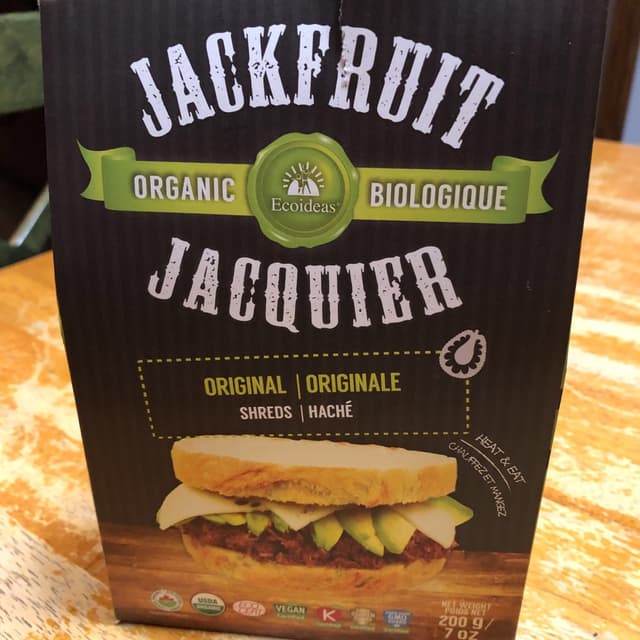 JACKFRUIT
ORGANIC Ecoideas® BIOLOGIQUE
JACQUIER
ORIGINAL | ORIGINALE
SHREDS | HACHÉ
HEAT & EAT
CHAUFFEZ ET MANGEZ
USDA
ORGANIC
VEGAN
K
GMO
NET WEIGHT
POIDS NET
200 g/
7 OZ